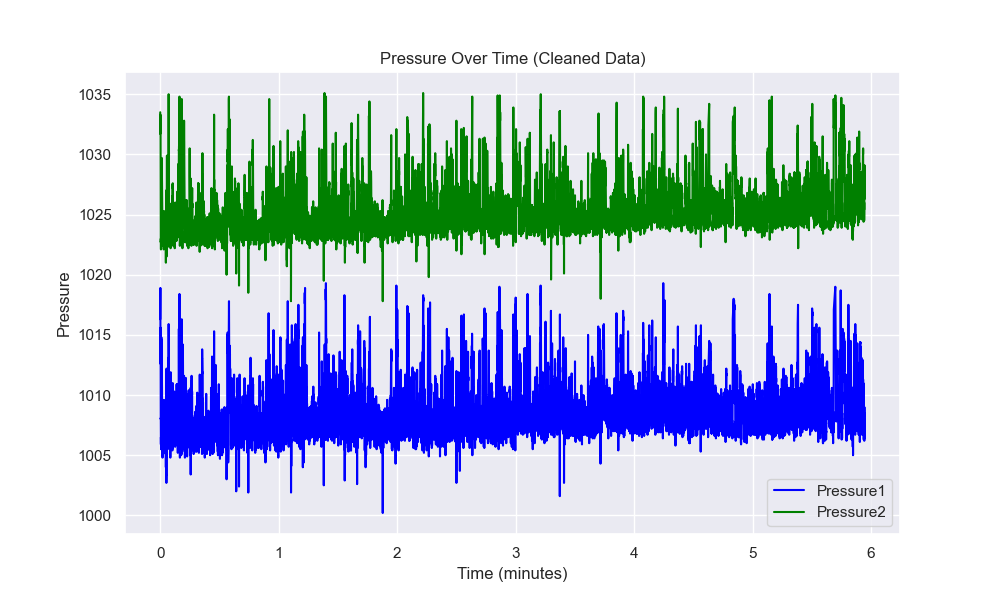 Pressure Over Time (Cleaned Data)
1035
1030
1025
1020
1015
1010
1005
1000
Pressure
0 1 2 3 4 5 6
Time (minutes)
Pressure1
Pressure2